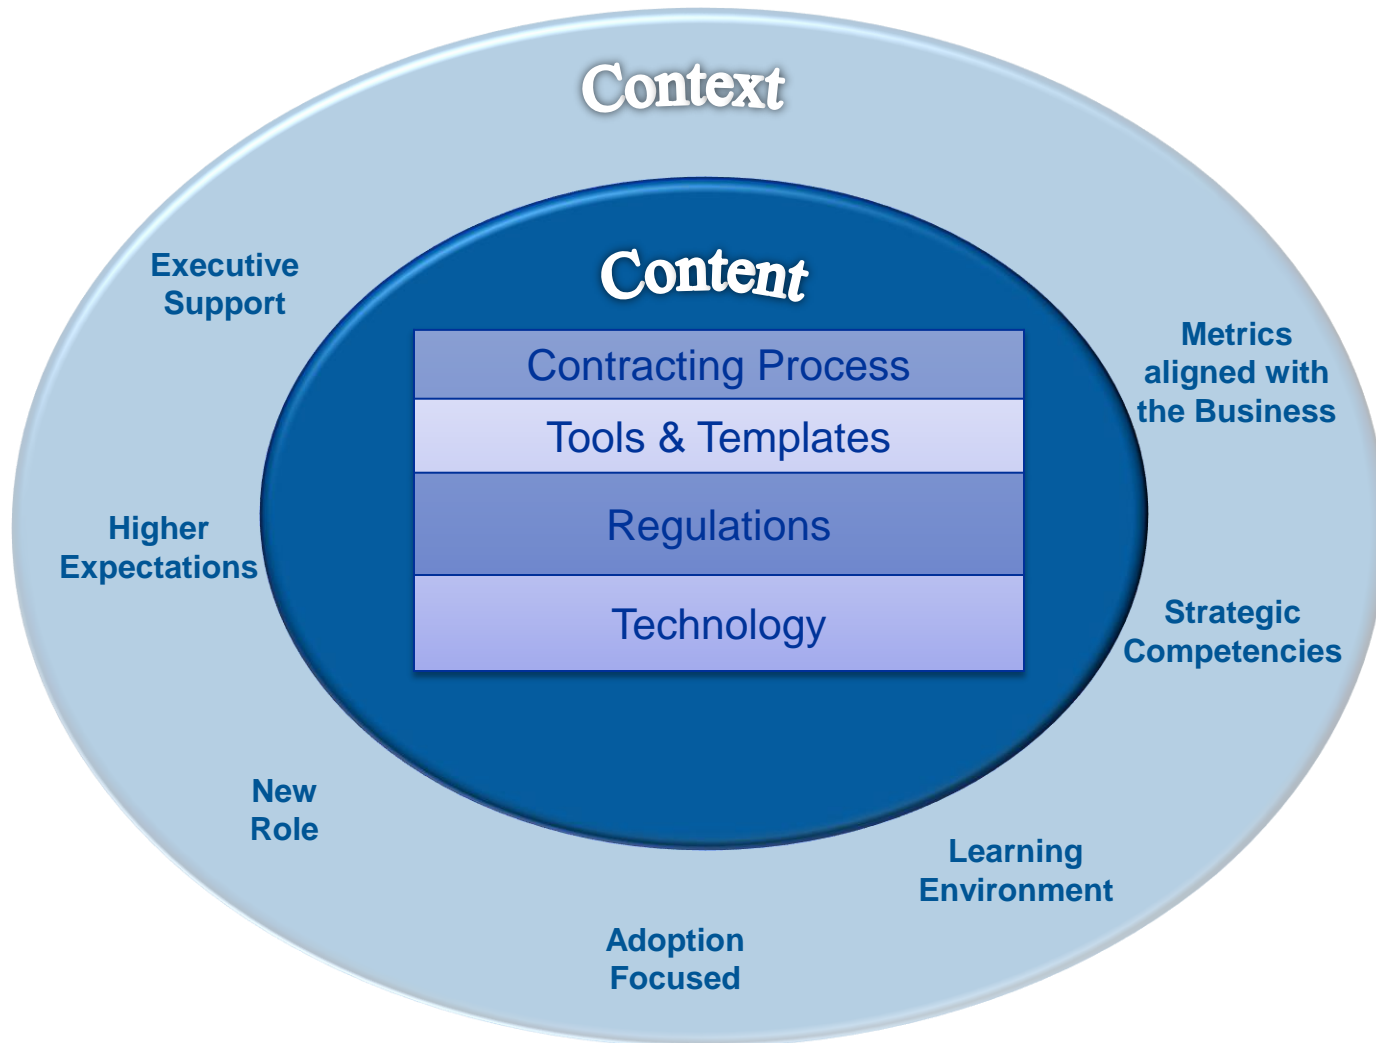 Context
Content
Contracting Process
Tools & Templates
Regulations
Technology
Executive
Support
Higher
Expectations
New
Role
Adoption
Focused
Learning
Environment
Strategic
Competencies
Metrics
aligned with
the Business